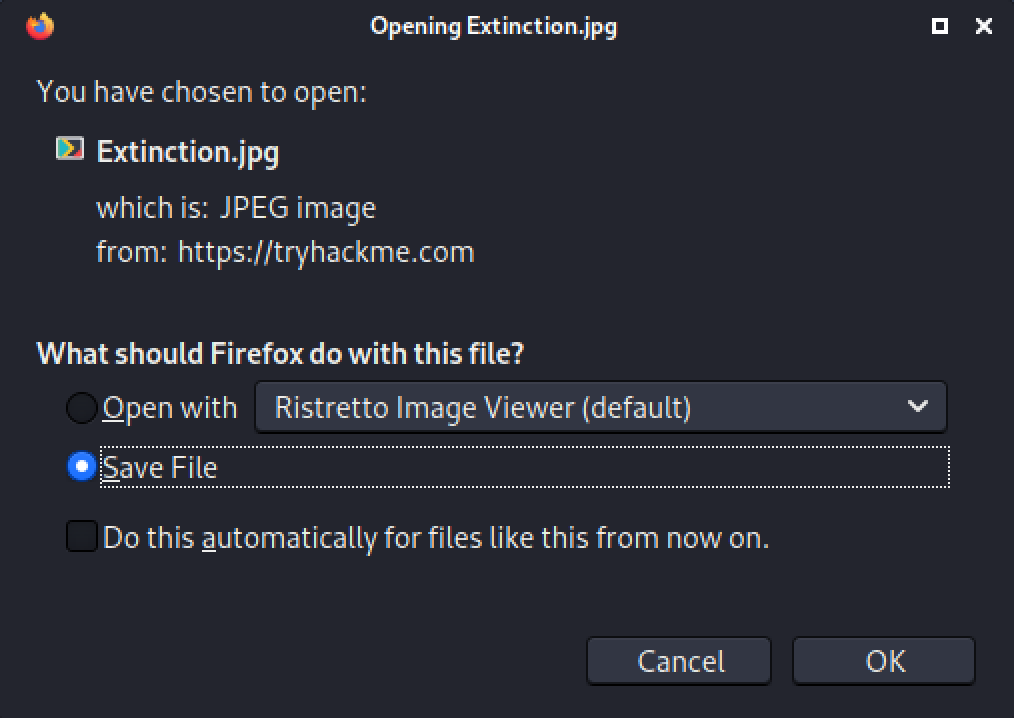 Opening Extinction.jpg
You have chosen to open:
Extinction.jpg
which is: JPEG image
from: https://tryhackme.com
What should Firefox do with this file?
Open with Ristretto Image Viewer (default)
Save File
Do this automatically for files like this from now on.
Cancel OK